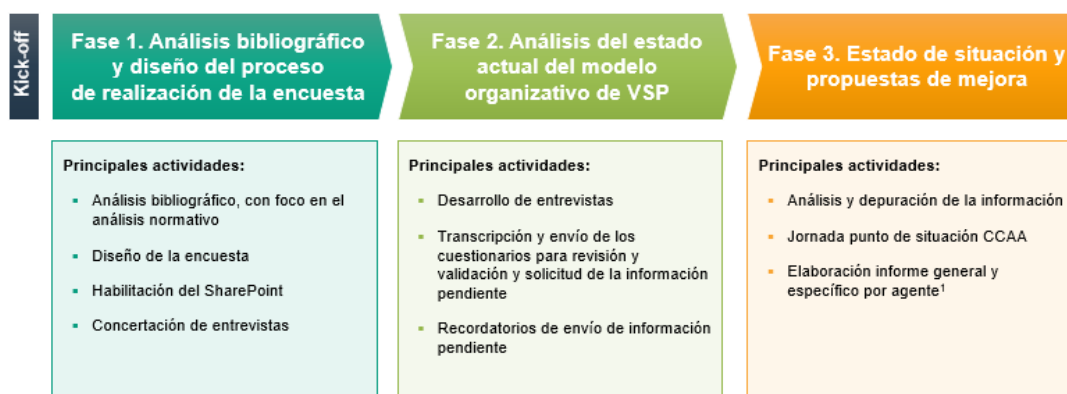 Kick-off
Fase 1. Análisis bibliográfico
y diseño del proceso
de realización de la encuesta
Fase 2. Análisis del estado
actual del modelo
organizativo de VSP
Fase 3. Estado de situación y
propuestas de mejora
Principales actividades:
▪ Análisis bibliográfico, con foco en el
análisis normativo
▪ Diseño de la encuesta
▪ Habilitación del SharePoint
▪ Concertación de entrevistas
Principales actividades:
▪ Desarrollo de entrevistas
▪ Transcripción y envío de los
cuestionarios para revisión y
validación y solicitud de la información
pendiente
▪ Recordatorios de envío de información
pendiente
Principales actividades:
▪ Análisis y depuración de la información
▪ Jornada punto de situación CCAA
▪ Elaboración informe general y
específico por agente¹